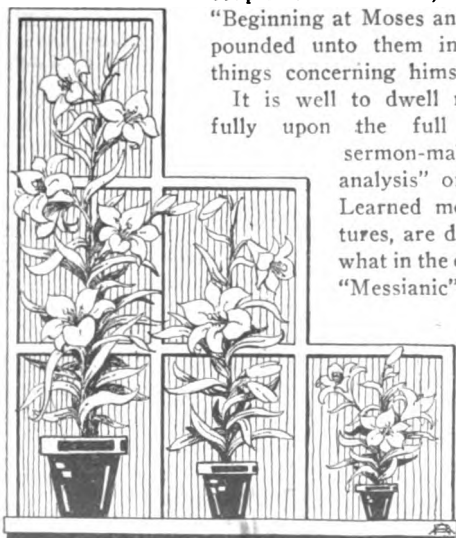 “Beginning at Moses an
pounded unto them in
things concerning hims
It is well to dwell
fully upon the full
sermon-mal
analysis” o
Learned me
tures, are d
what in the
“Messianic”